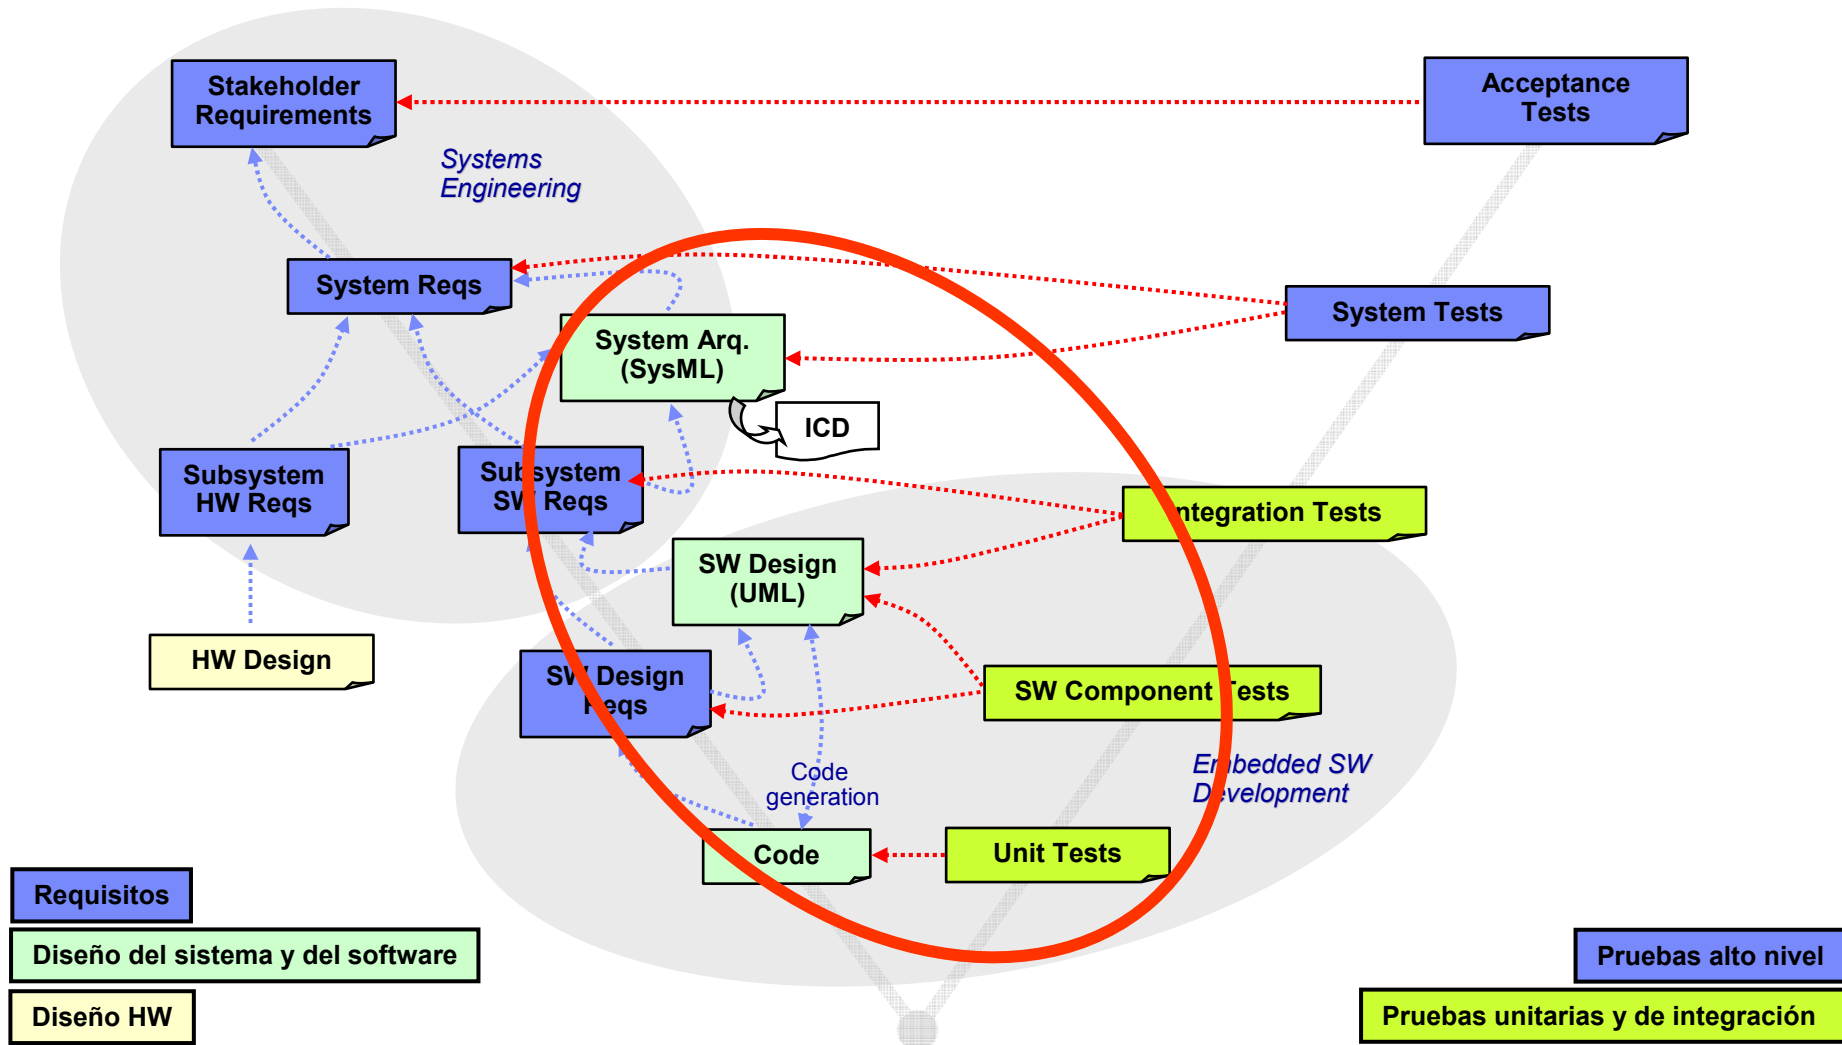 Stakeholder
Requirements
Acceptance
Tests
Systems
Engineering
System Reqs
System Tests
System Arq.
(SysML)
ICD
Subsystem
HW Reqs
Subsystem
SW Reqs
Integration Tests
SW Design
(UML)
HW Design
SW Design
Reqs
SW Component Tests
Embedded SW
Development
Code
generation
Code
Unit Tests
Requisitos
Diseño del sistema y del software
Diseño HW
Pruebas alto nivel
Pruebas unitarias y de integración